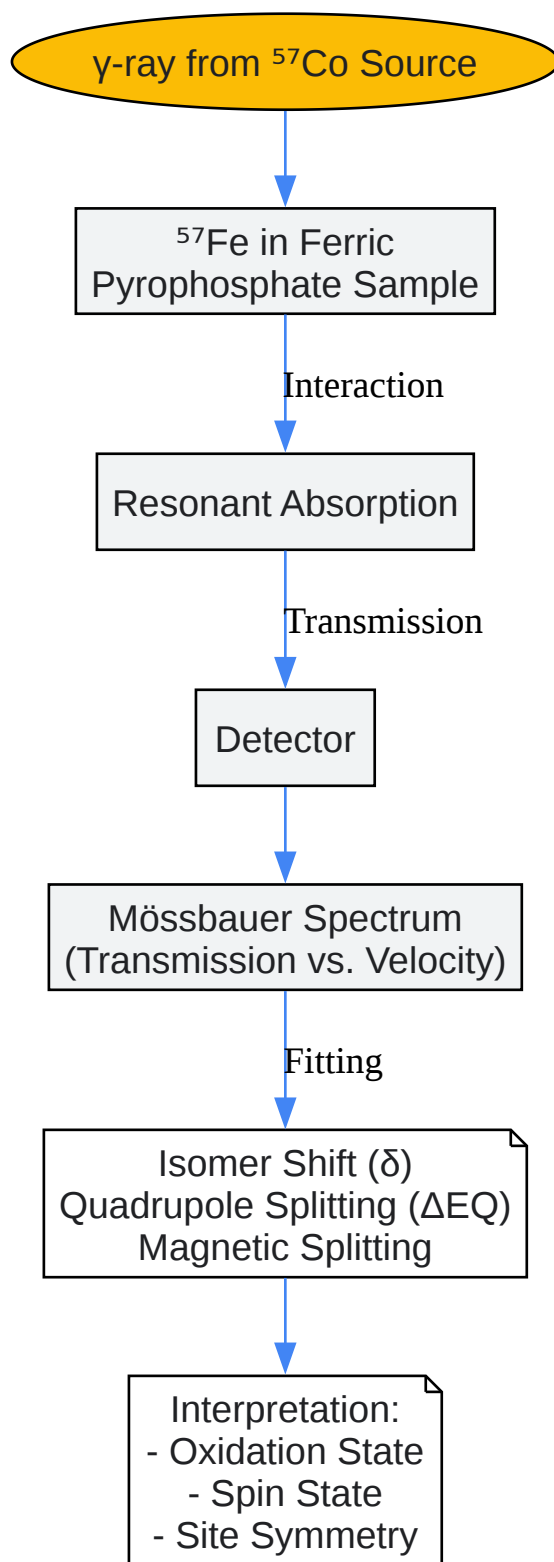 γ-ray from ⁵⁷Co Source
⁵⁷Fe in Ferric
Pyrophosphate Sample
Interaction
Resonant Absorption
Transmission
Detector
Mössbauer Spectrum
(Transmission vs. Velocity)
Fitting
Isomer Shift (δ)
Quadrupole Splitting (ΔEQ)
Magnetic Splitting
Interpretation:
- Oxidation State
- Spin State
- Site Symmetry